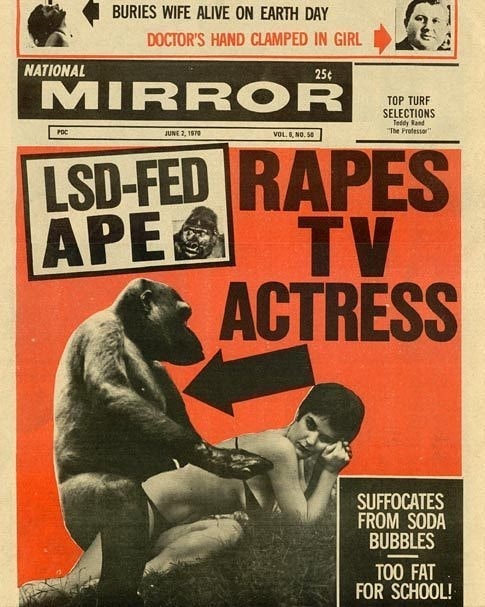 BURIES WIFE ALIVE ON EARTH DAY
DOCTOR'S HAND CLAMPED IN GIRL
NATIONAL
MIRROR
25¢
TOP TURF
SELECTIONS
Teddy Rand
"The Professor"
PDC
JUNE 2, 1970
VOL. 6, NO. 50
LSD-FED
APE
RAPES
TV
ACTRESS
SUFFOCATES
FROM SODA
BUBBLES
TOO FAT
FOR SCHOOL!